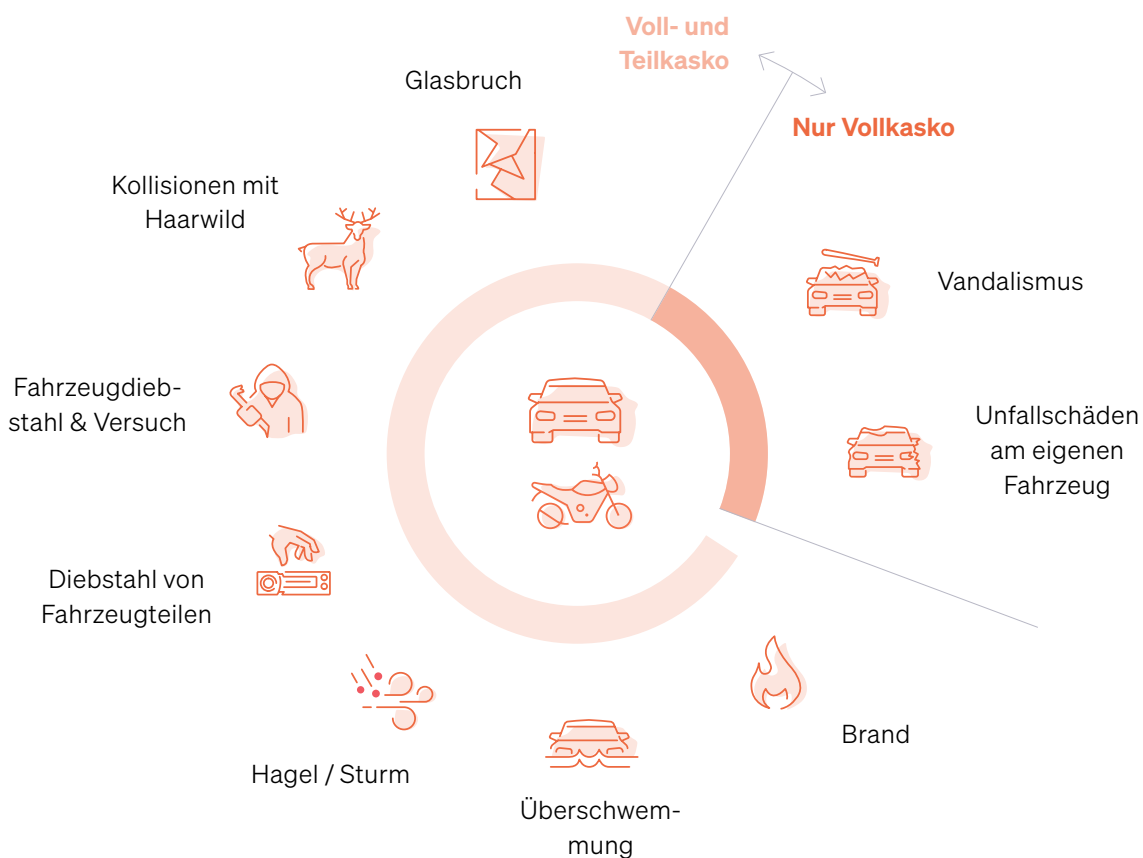 Voll- und
Teilkasko
Nur Vollkasko
Glasbruch
Kollisionen mit
Haarwild
Vandalismus
Fahrzeugdieb-
stahl & Versuch
Unfallschäden
am eigenen
Fahrzeug
Diebstahl von
Fahrzeugteilen
Brand
Hagel / Sturm
Überschwem-
mung